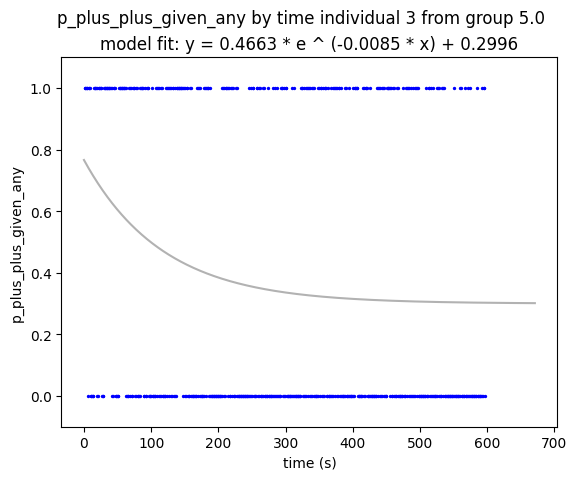 p_plus_plus_given_any by time individual 3 from group 5.0
model fit: y = 0.4663 * e ^ (-0.0085 * x) + 0.2996
1.0
0.8
0.6
0.4
0.2
0.0
p_plus_plus_given_any
0 100 200 300 400 500 600 700
time (s)